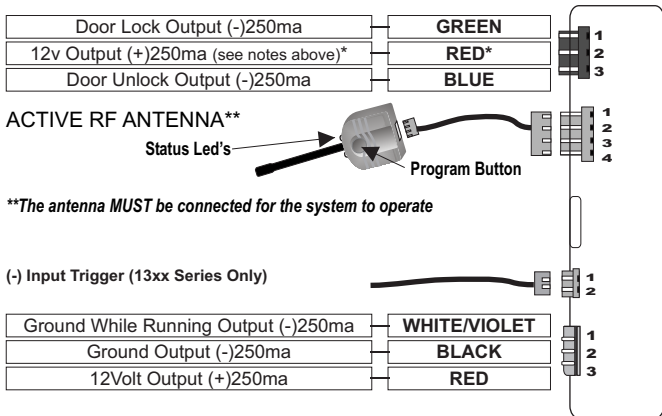 Door Lock Output (-)250ma GREEN 1
12v Output (+)250ma (see notes above)* RED* 2
Door Unlock Output (-)250ma BLUE 3
ACTIVE RF ANTENNA**
Status Led's
Program Button
1
2
3
4
**The antenna MUST be connected for the system to operate
(-) Input Trigger (13xx Series Only)
1
2
Ground While Running Output (-)250ma WHITE/VIOLET 1
Ground Output (-)250ma BLACK 2
12Volt Output (+)250ma RED 3